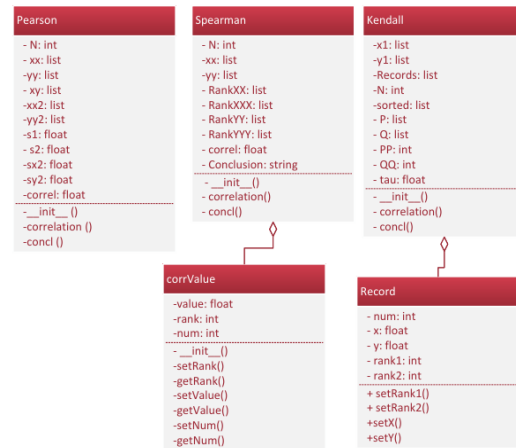 Pearson
- N: int
- xx: list
-yy: list
- xy: list
-xx2: list
-yy2: list
-s1: float
- s2: float
-sx2: float
-sy2: float
-correl: float
-__init__ ()
-correlation ()
-concl ()
Spearman
- N: int
-xx: list
-yy: list
- RankXX: list
- RankXXX: list
- RankYY: list
- RankYYY: list
- correl: float
- Conclusion: string
- __init__()
- correlation()
- concl()
Kendall
-x1: list
-y1: list
-Records: list
-N: int
-sorted: list
- P: list
- Q: list
- PP: int
- QQ: int
- tau: float
- __init__()
- correlation()
- concl()
corrValue
-value: float
-rank: int
-num: int
- __init__()
-setRank()
-getRank()
-setValue()
-getValue()
-setNum()
-getNum()
Record
- num: int
- x: float
- y: float
- rank1: int
- rank2: int
+ setRank1()
+ setRank2()
+setX()
+setY()